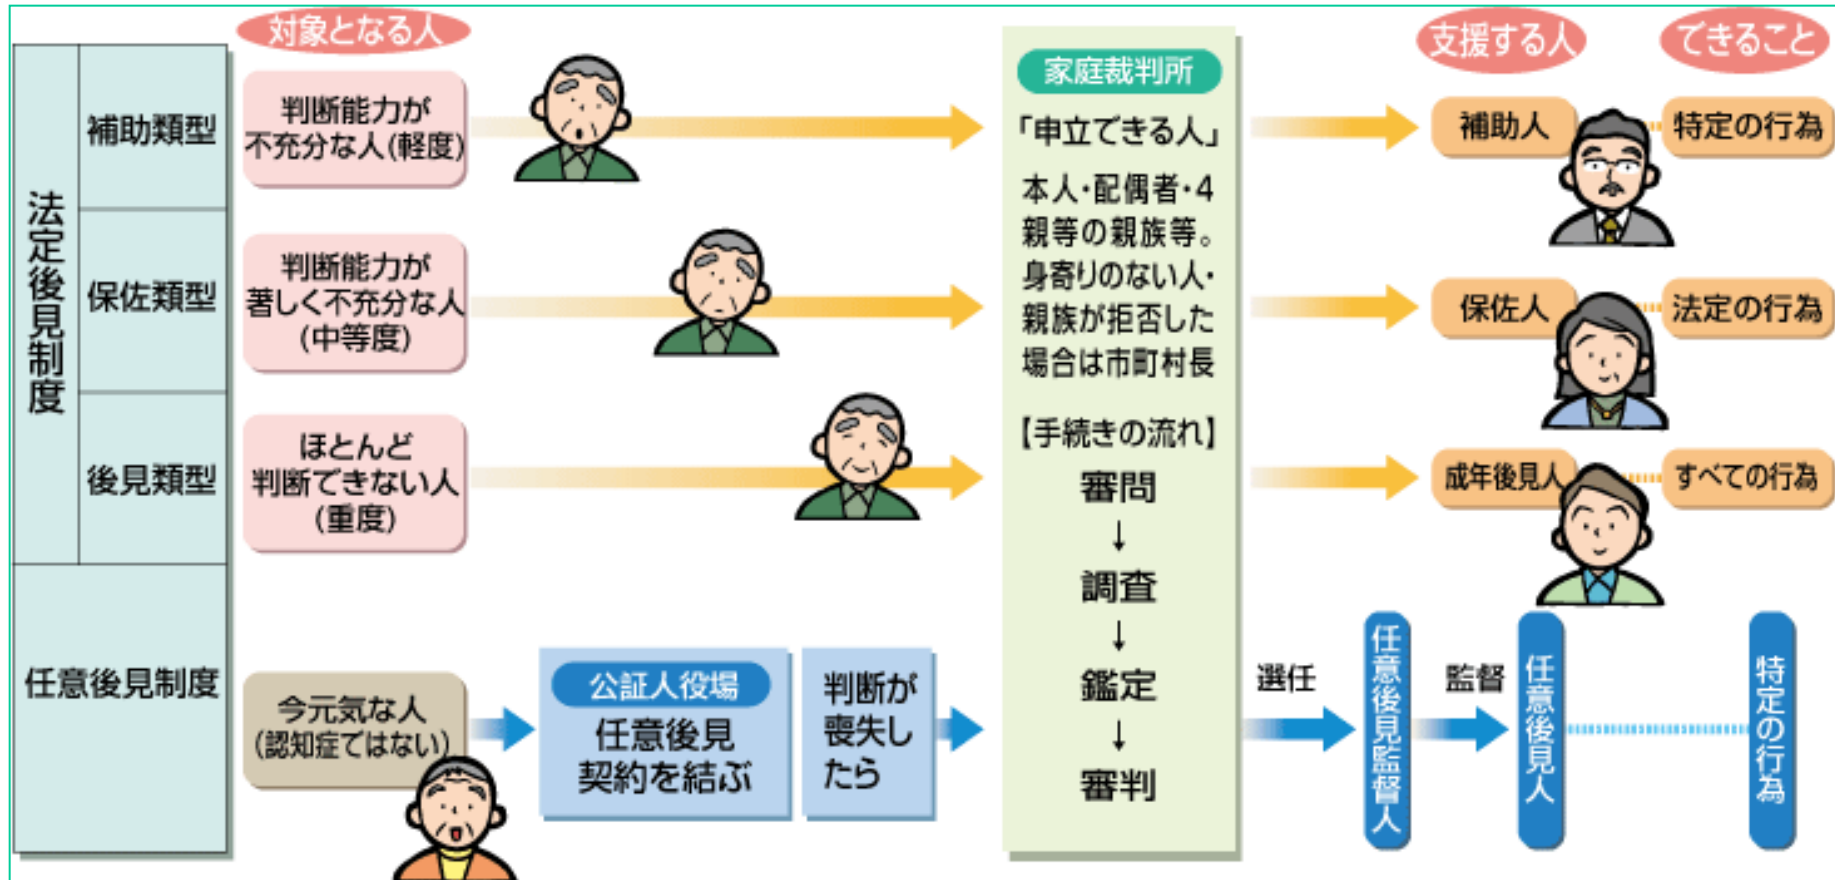 対象となる人
支援する人
できること
法定後見制度
補助類型
判断能力が
不充分な人(軽度)
補助人
特定の行為
保佐類型
判断能力が
著しく不充分な人
(中等度)
保佐人
法定の行為
後見類型
ほとんど
判断できない人
(重度)
成年後見人
すべての行為
家庭裁判所
「申立できる人」
本人・配偶者・4
親等の親族等。
身寄りのない人・
親族が拒否した
場合は市町村長
【手続きの流れ】
審問
↓
調査
↓
鑑定
↓
審判
任意後見制度
今元気な人
(認知症ではない)
公証人役場
任意後見
契約を結ぶ
判断が
喪失し
たら
選任
任意後見監督人
監督
任意後見人
特定の行為